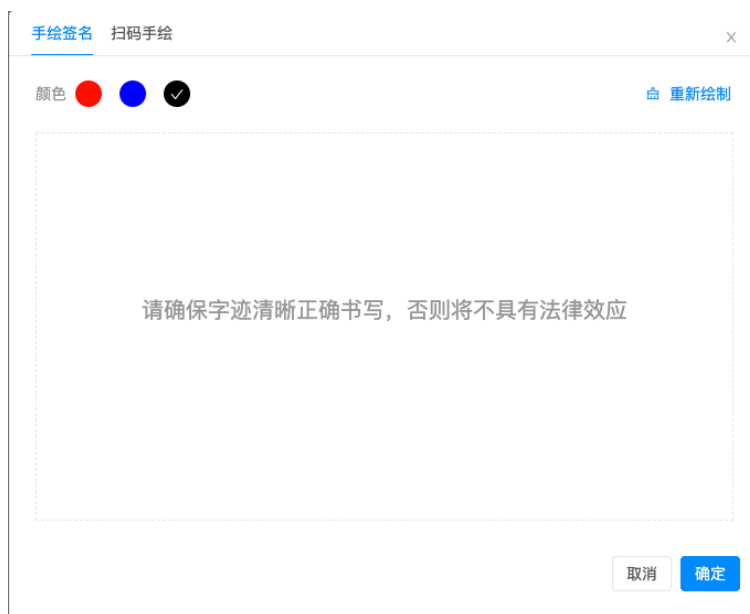 手绘签名 扫码手绘
颜色 重新绘制
请确保字迹清晰正确书写，否则将不具有法律效应
取消 确定